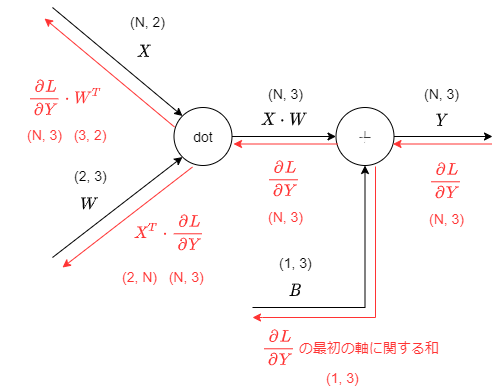 (N, 2)
X
∂L/∂Y · W^T
(N, 3) (3, 2)
dot
(2, 3)
W
X^T · ∂L/∂Y
(2, N) (N, 3)
(N, 3)
X · W
∂L/∂Y
(N, 3)
+
(N, 3)
Y
∂L/∂Y
(N, 3)
(1, 3)
B
∂L/∂Y の最初の軸に関する和
(1, 3)